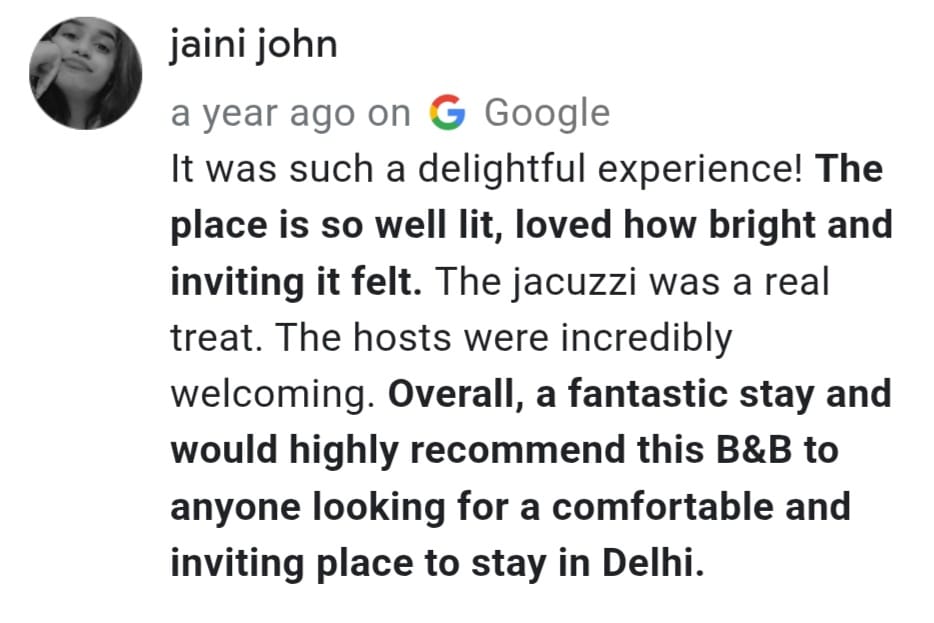 jaini john
a year ago on Google
It was such a delightful experience! The
place is so well lit, loved how bright and
inviting it felt. The jacuzzi was a real
treat. The hosts were incredibly
welcoming. Overall, a fantastic stay and
would highly recommend this B&B to
anyone looking for a comfortable and
inviting place to stay in Delhi.